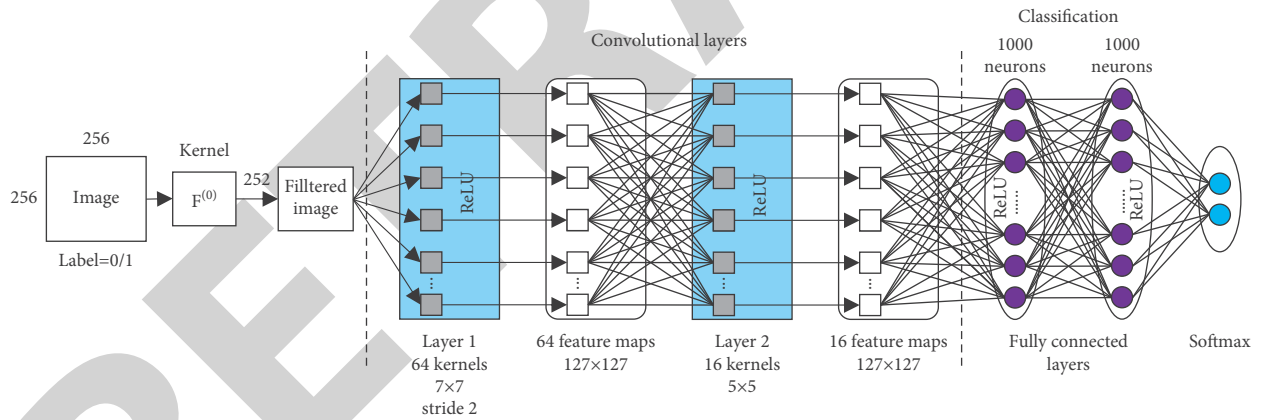 Classification
Convolutional layers
1000
neurons
1000
neurons
256
256
Image
Label=0/1
Kernel
F(0)
252
Filltered
image
ReLU
...
...
ReLU
...
...
ReLU
......
......
ReLU
Layer 1
64 kernels
7×7
stride 2
64 feature maps
127×127
Layer 2
16 kernels
5×5
16 feature maps
127×127
Fully connected
layers
Softmax